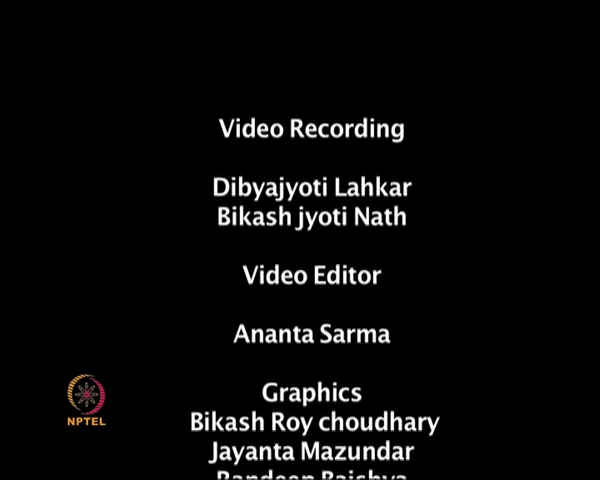 Video Recording
Dibyajyoti Lahkar
Bikash jyoti Nath
Video Editor
Ananta Sarma
Graphics
Bikash Roy choudhary
NPTEL
Jayanta Mazundar